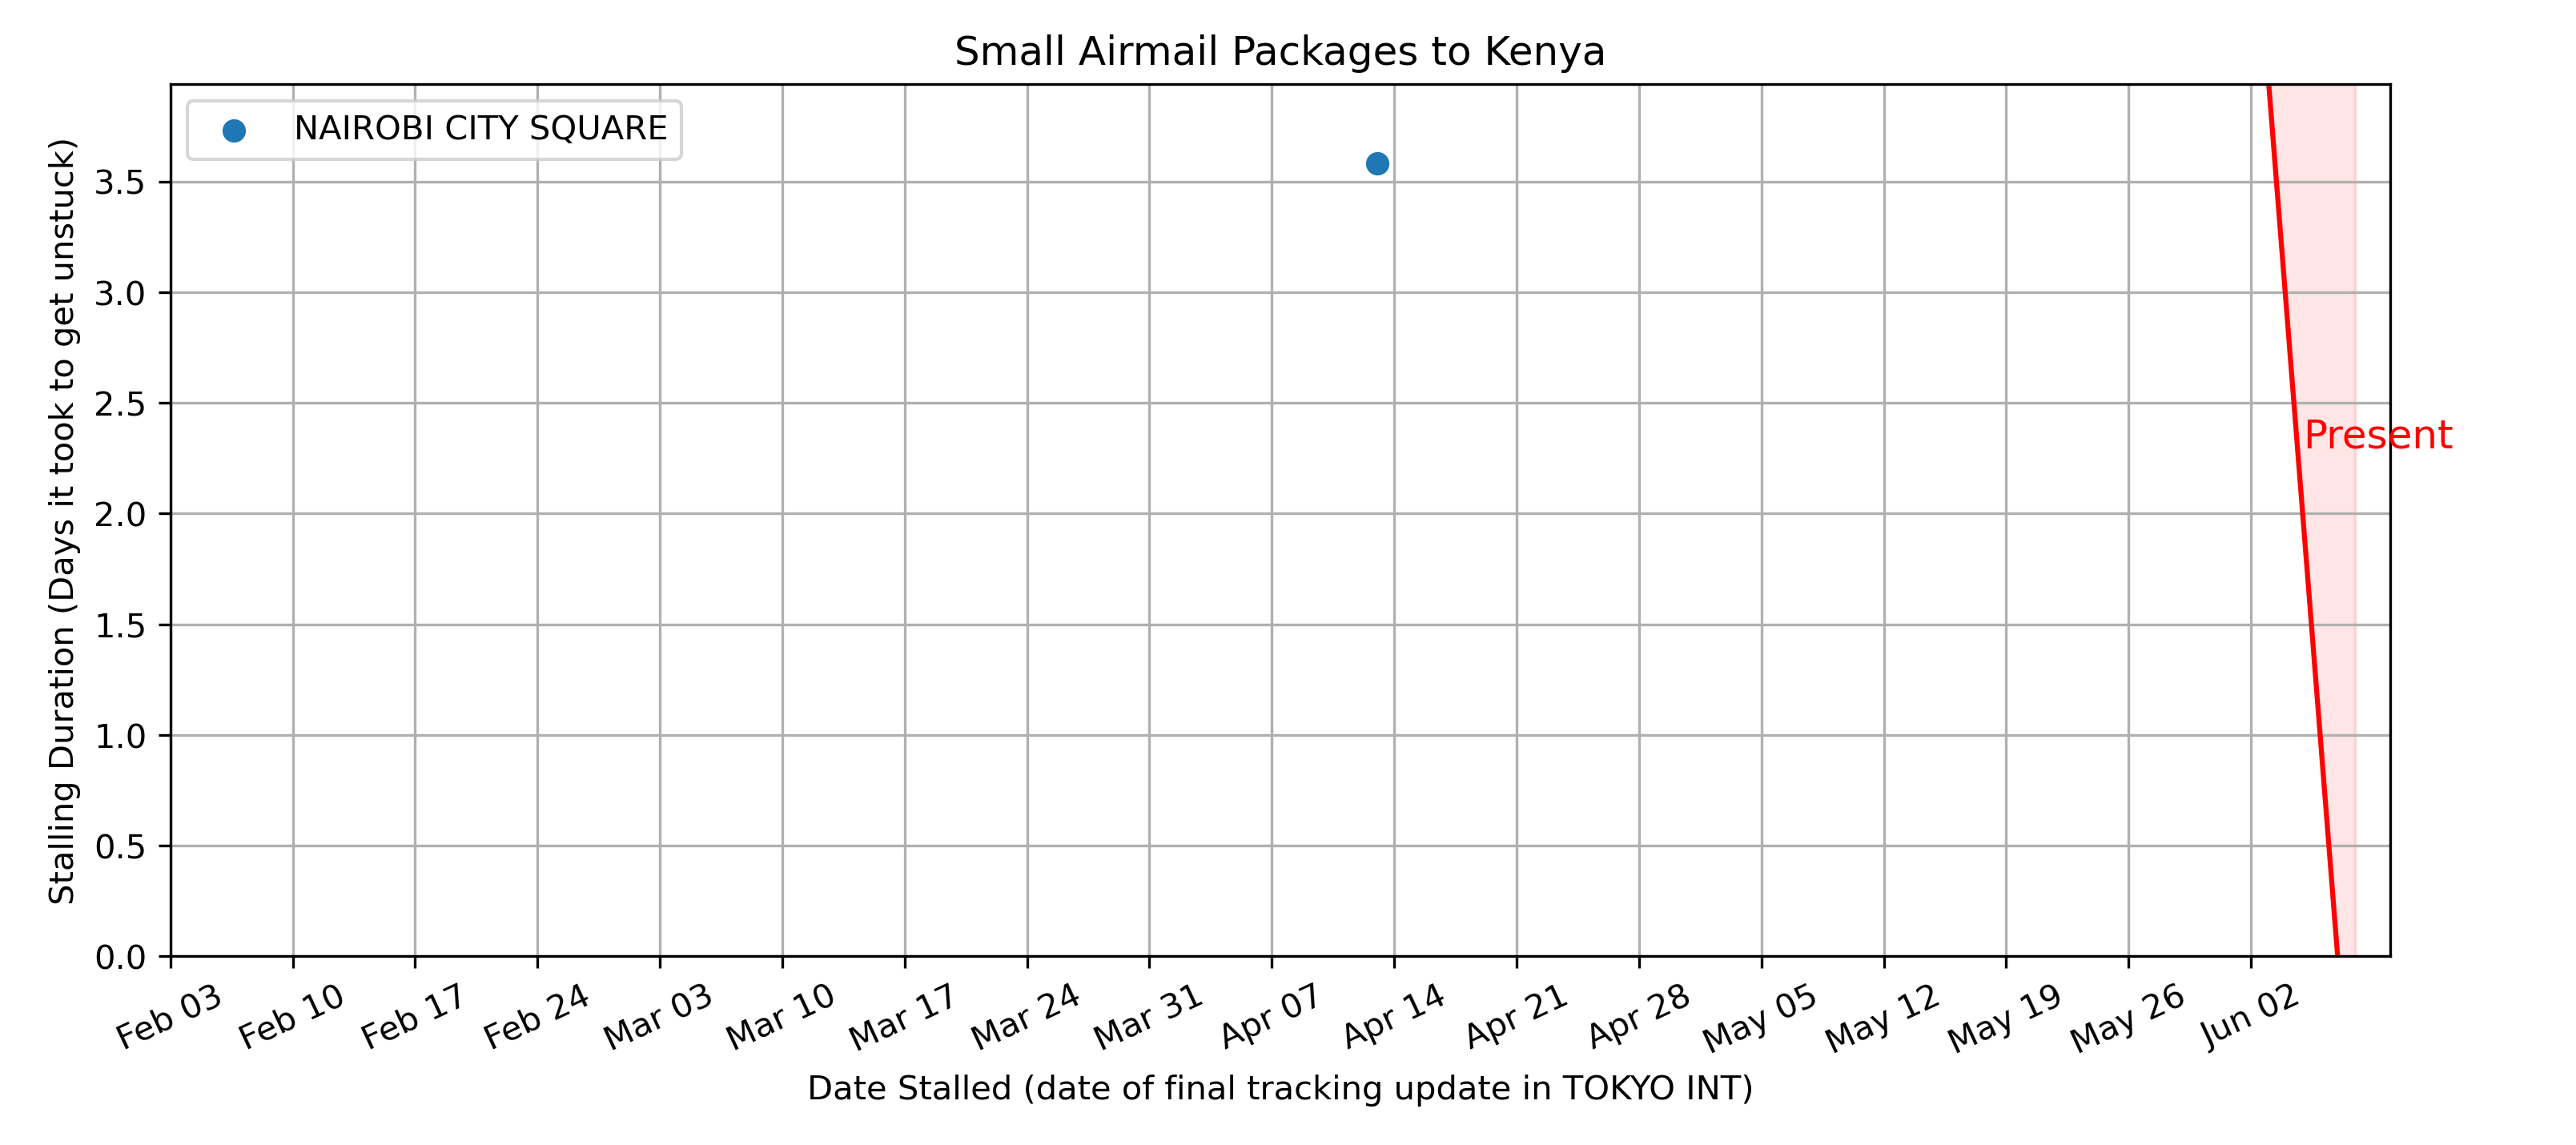 Small Airmail Packages to Kenya
NAIROBI CITY SQUARE
Stalling Duration (Days it took to get unstuck)
3.5
3.0
2.5
2.0
1.5
1.0
0.5
0.0
Present
Feb 03
Feb 10
Feb 17
Feb 24
Mar 03
Mar 10
Mar 17
Mar 24
Mar 31
Apr 07
Apr 14
Apr 21
Apr 28
May 05
May 12
May 19
May 26
Jun 02
Date Stalled (date of final tracking update in TOKYO INT)